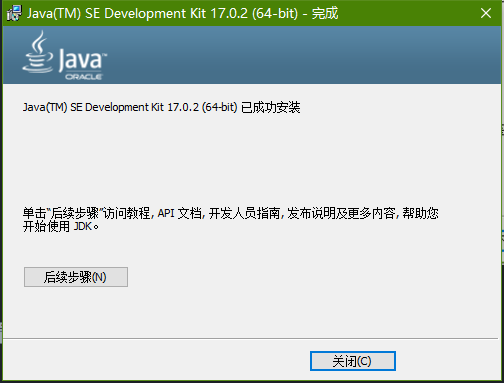 Java(TM) SE Development Kit 17.0.2 (64-bit) - 完成
Java™
ORACLE
Java(TM) SE Development Kit 17.0.2 (64-bit) 已成功安装
单击“后续步骤”访问教程, API 文档, 开发人员指南, 发布说明及更多内容, 帮助您
开始使用 JDK。
后续步骤(N)
关闭(C)